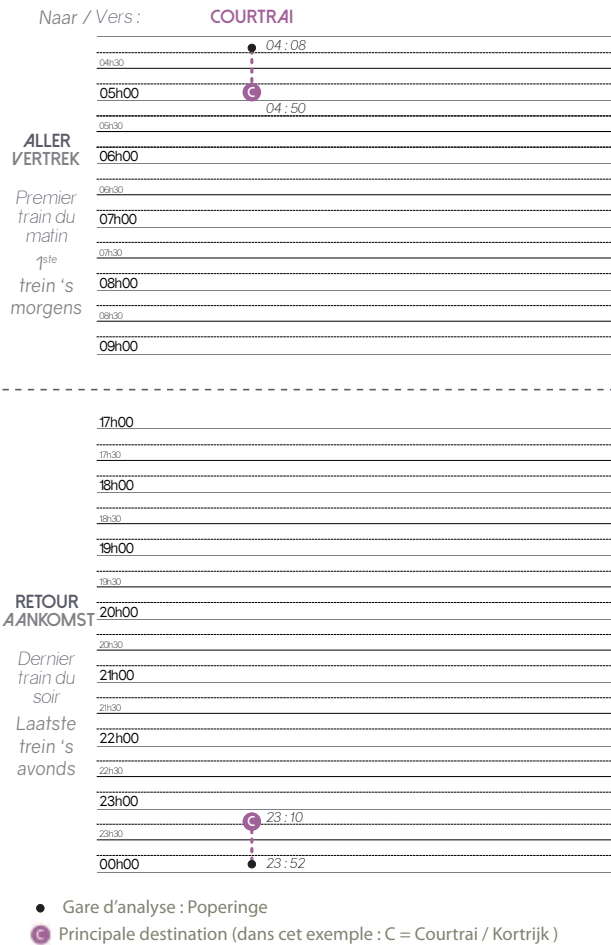 Naar / Vers : COURTRAI
04 : 08
04h30
05h00
C
04 : 50
05h30
ALLER
VERTREK
06h00
06h30
Premier
train du
matin
07h00
1ste
trein ‘s
morgens
07h30
08h00
08h30
09h00
17h00
17h30
18h00
18h30
19h00
19h30
RETOUR
AANKOMST
20h00
20h30
Dernier
train du
soir
21h00
21h30
Laatste
trein ‘s
avonds
22h00
22h30
23h00
C
23 : 10
23h30
00h00
23 : 52
Gare d’analyse : Poperinge
C Principale destination (dans cet exemple : C = Courtrai / Kortrijk )